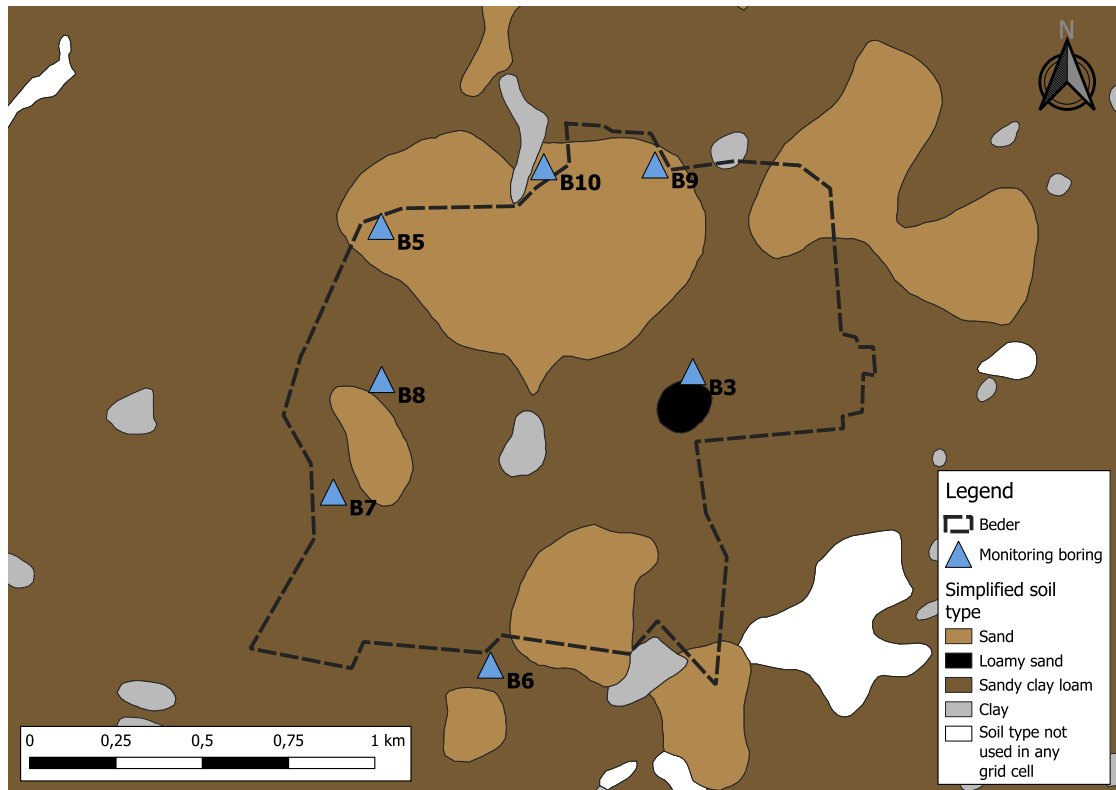 N
B10
B9
B5
B8
B3
B7
B6
Legend
Beder
Monitoring boring
Simplified soil
type
Sand
Loamy sand
Sandy clay loam
Clay
Soil type not
used in any
grid cell
0 0,25 0,5 0,75 1 km